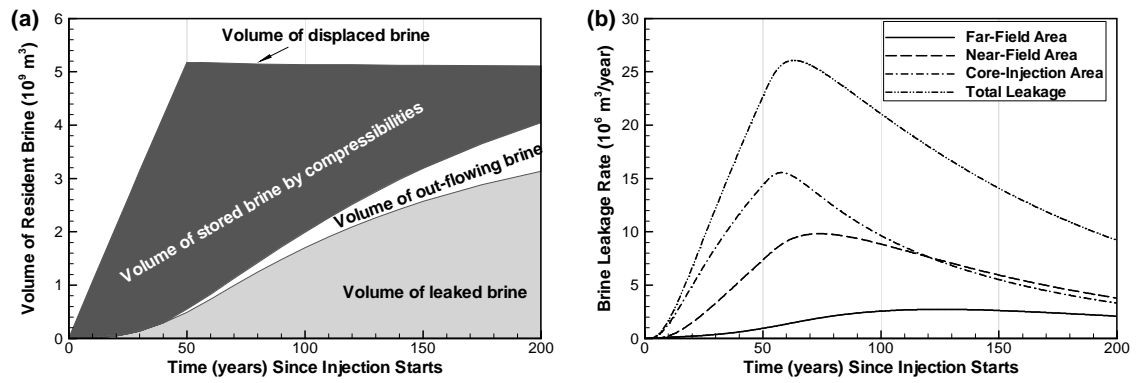 (a)
Volume of Resident Brine (10⁹ m³)
6
5
4
3
2
1
0
Volume of displaced brine
Volume of stored brine by compressibilities
Volume of out-flowing brine
Volume of leaked brine
0 50 100 150 200
Time (years) Since Injection Starts
(b)
Brine Leakage Rate (10⁶ m³/year)
30
25
20
15
10
5
0
Far-Field Area
Near-Field Area
Core-Injection Area
Total Leakage
0 50 100 150 200
Time (years) Since Injection Starts